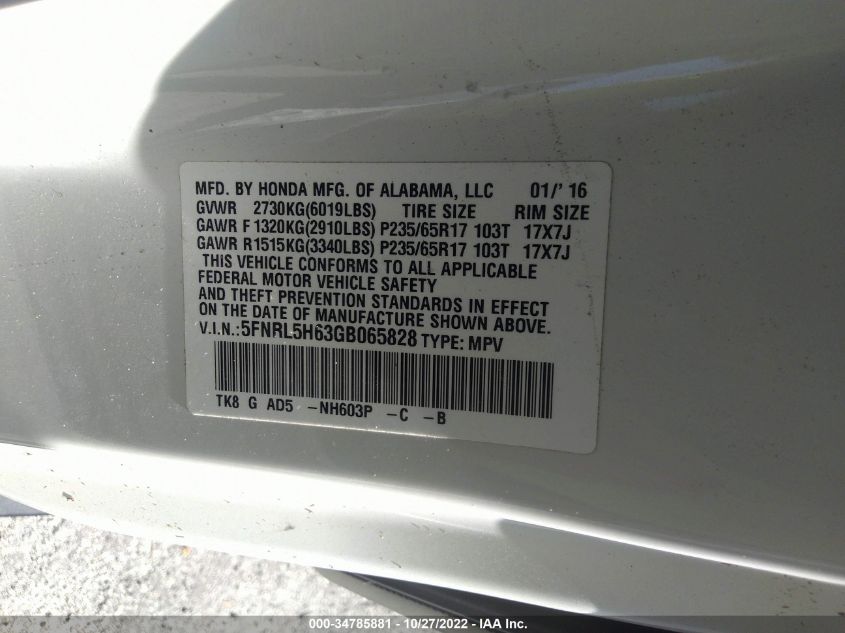 MFD. BY HONDA MFG. OF ALABAMA, LLC 01/'16
GVWR 2730KG(6019LBS) TIRE SIZE RIM SIZE
GAWR F 1320KG(2910LBS) P235/65R17 103T 17X7J
GAWR R1515KG(3340LBS) P235/65R17 103T 17X7J
THIS VEHICLE CONFORMS TO ALL APPLICABLE
FEDERAL MOTOR VEHICLE SAFETY
AND THEFT PREVENTION STANDARDS IN EFFECT
ON THE DATE OF MANUFACTURE SHOWN ABOVE.
V.I.N.:5FNRL5H63GB065828 TYPE: MPV
TK8 G AD5 -NH603P -C -B
000-34785881 - 10/27/2022 - IAA Inc.